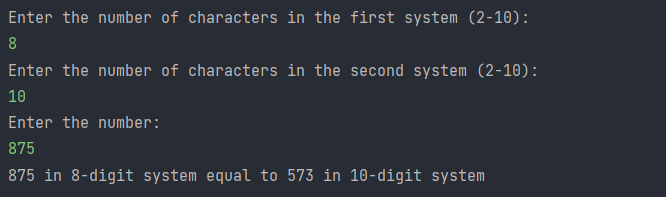 Enter the number of characters in the first system (2-10):
8
Enter the number of characters in the second system (2-10):
10
Enter the number:
875
875 in 8-digit system equal to 573 in 10-digit system